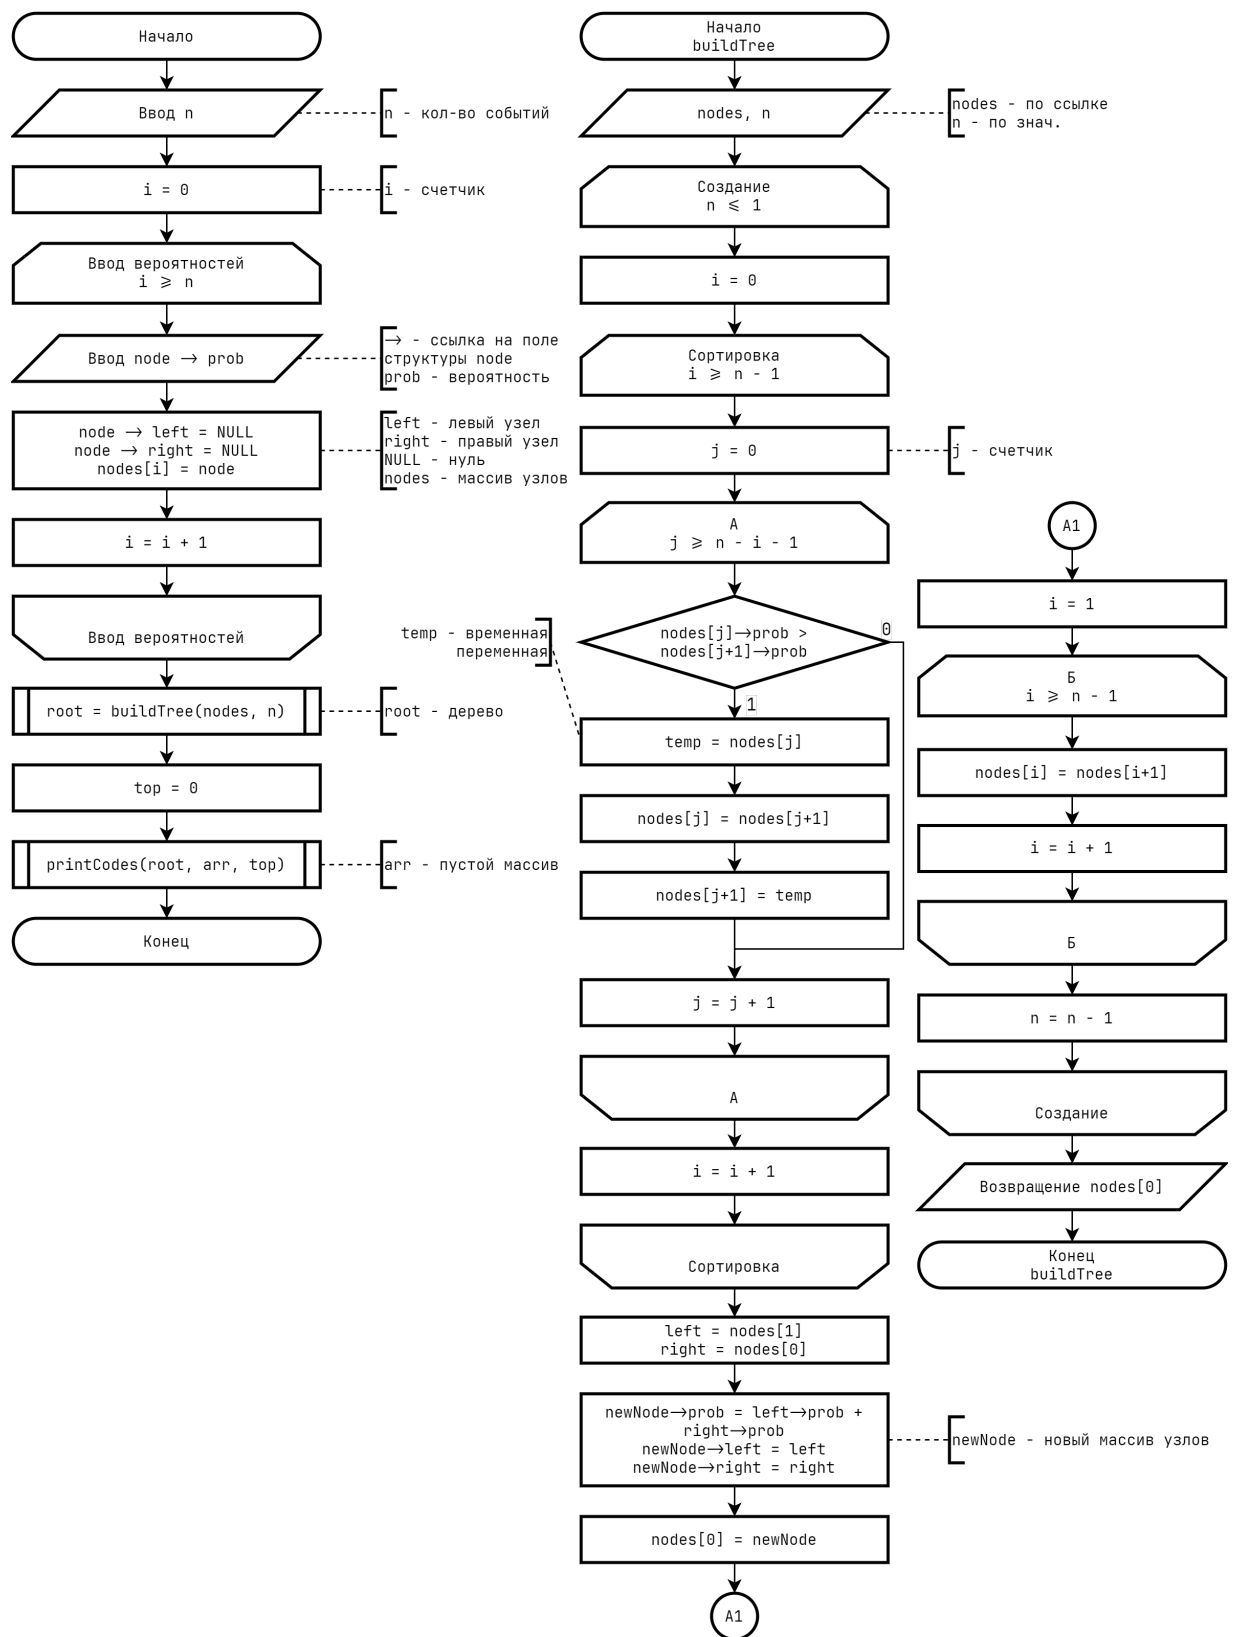 Начало
Ввод n
n - кол-во событий
i = 0
i - счетчик
Ввод вероятностей
i ⩾ n
Ввод node → prob
→ - ссылка на поле
структуры node
prob - вероятность
node → left = NULL
node → right = NULL
nodes[i] = node
left - левый узел
right - правый узел
NULL - нуль
nodes - массив узлов
i = i + 1
Ввод вероятностей
root = buildTree(nodes, n)
root - дерево
top = 0
printCodes(root, arr, top)
arr - пустой массив
Конец
Начало
buildTree
nodes, n
nodes - по ссылке
n - по знач.
Создание
n ⩽ 1
i = 0
Сортировка
i ⩾ n - 1
j = 0
j - счетчик
А
j ⩾ n - i - 1
nodes[j]→prob >
nodes[j+1]→prob
0
1
temp - временная
переменная
temp = nodes[j]
nodes[j] = nodes[j+1]
nodes[j+1] = temp
j = j + 1
А
i = i + 1
Сортировка
left = nodes[1]
right = nodes[0]
newNode→prob = left→prob +
right→prob
newNode→left = left
newNode→right = right
newNode - новый массив узлов
nodes[0] = newNode
А1
А1
i = 1
Б
i ⩾ n - 1
nodes[i] = nodes[i+1]
i = i + 1
Б
n = n - 1
Создание
Возвращение nodes[0]
Конец
buildTree